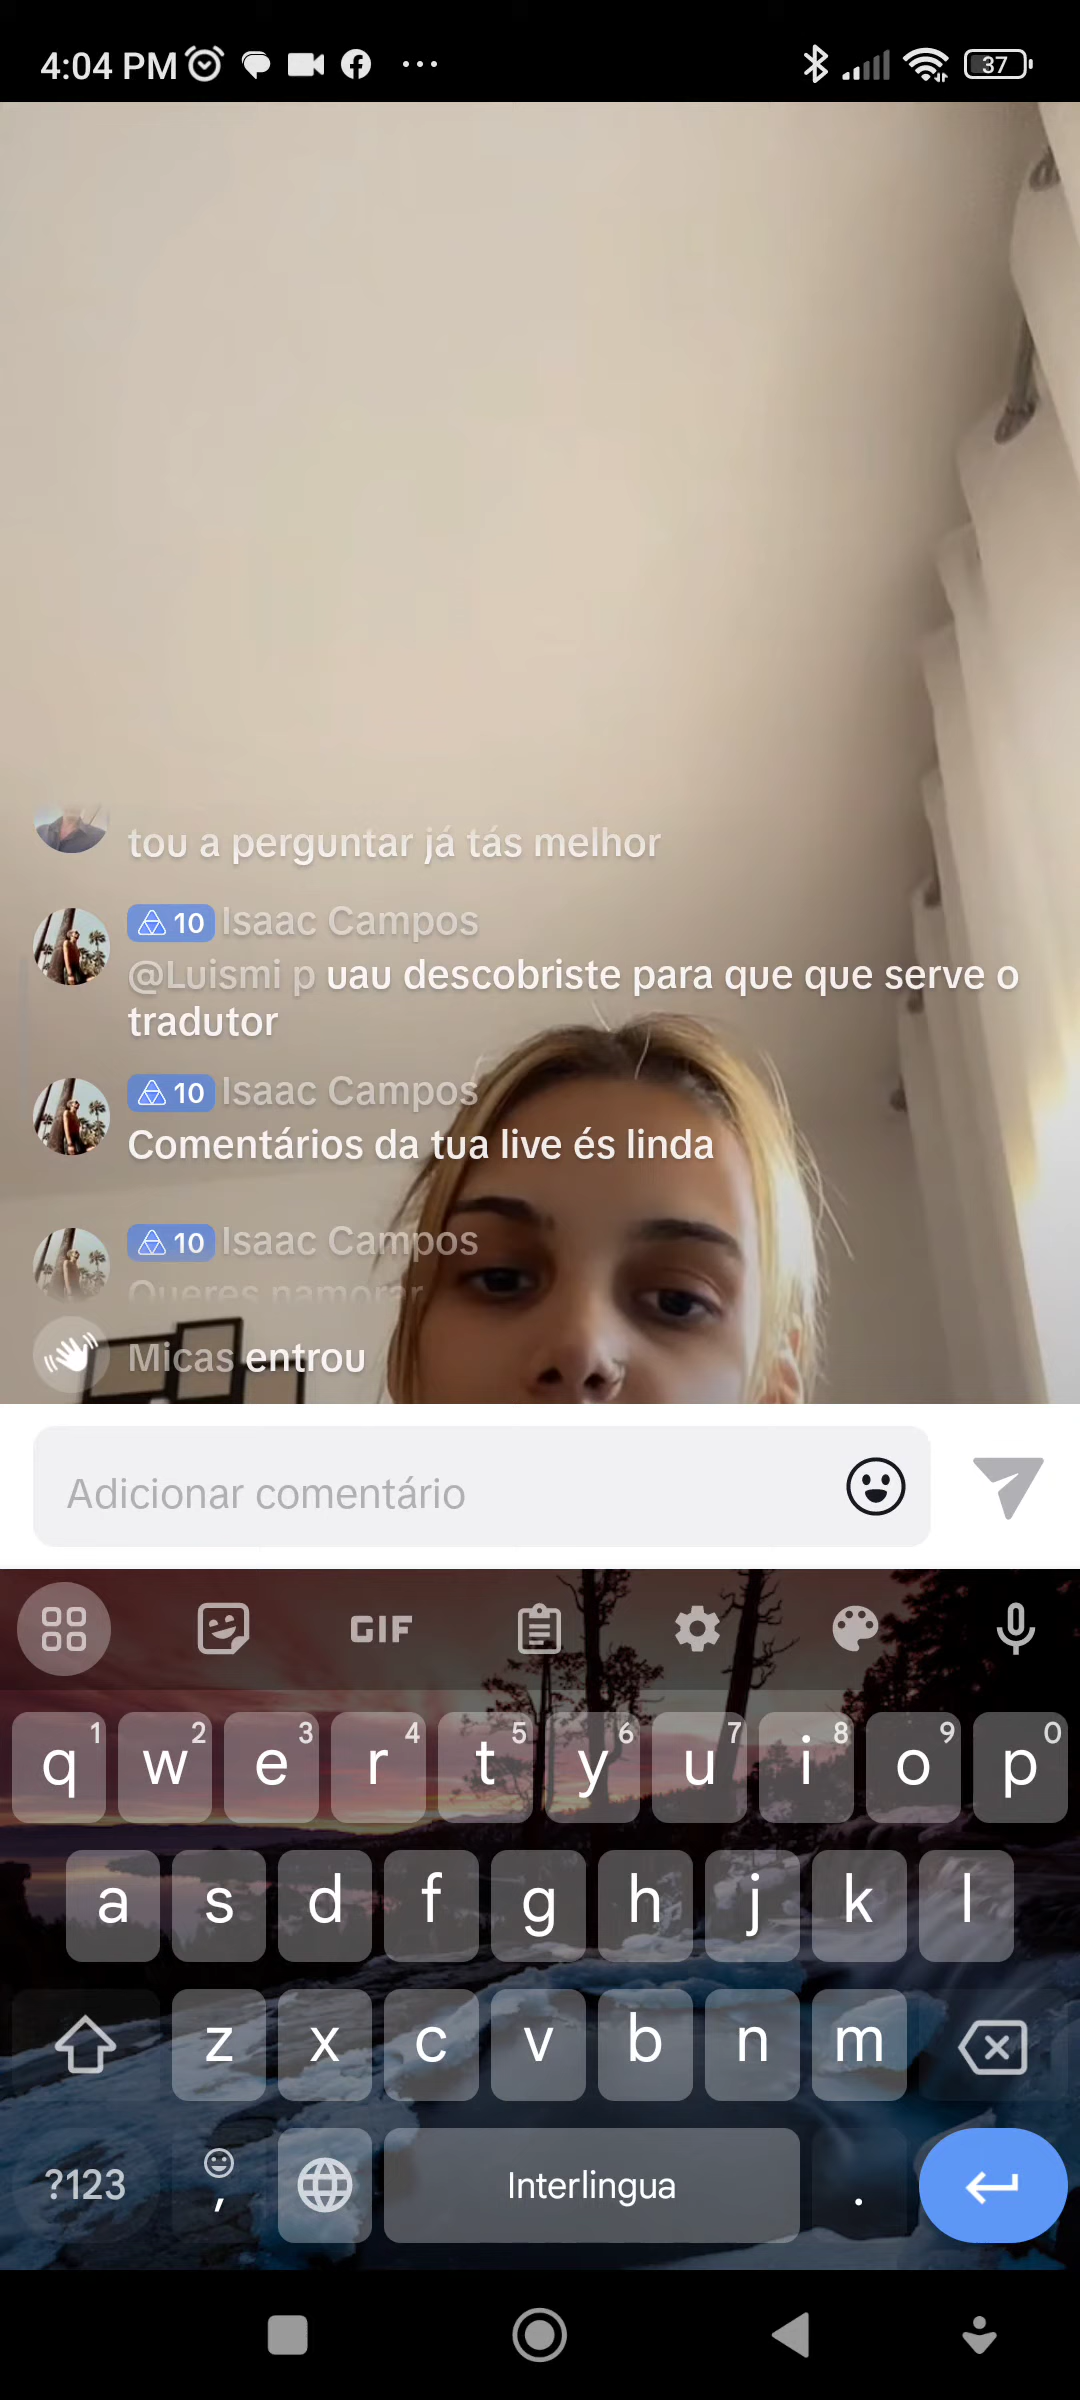 4:04 PM
37
tou a perguntar já tás melhor
10 Isaac Campos
@Luismi p uau descobriste para que que serve o
tradutor
10 Isaac Campos
Comentários da tua live és linda
10 Isaac Campos
Queres namorar
Micas entrou
Adicionar comentário
GIF
1 2 3 4 5 6 7 8 9 0
q w e r t y u i o p
a s d f g h j k l
z x c v b n m
?123 , Interlingua .